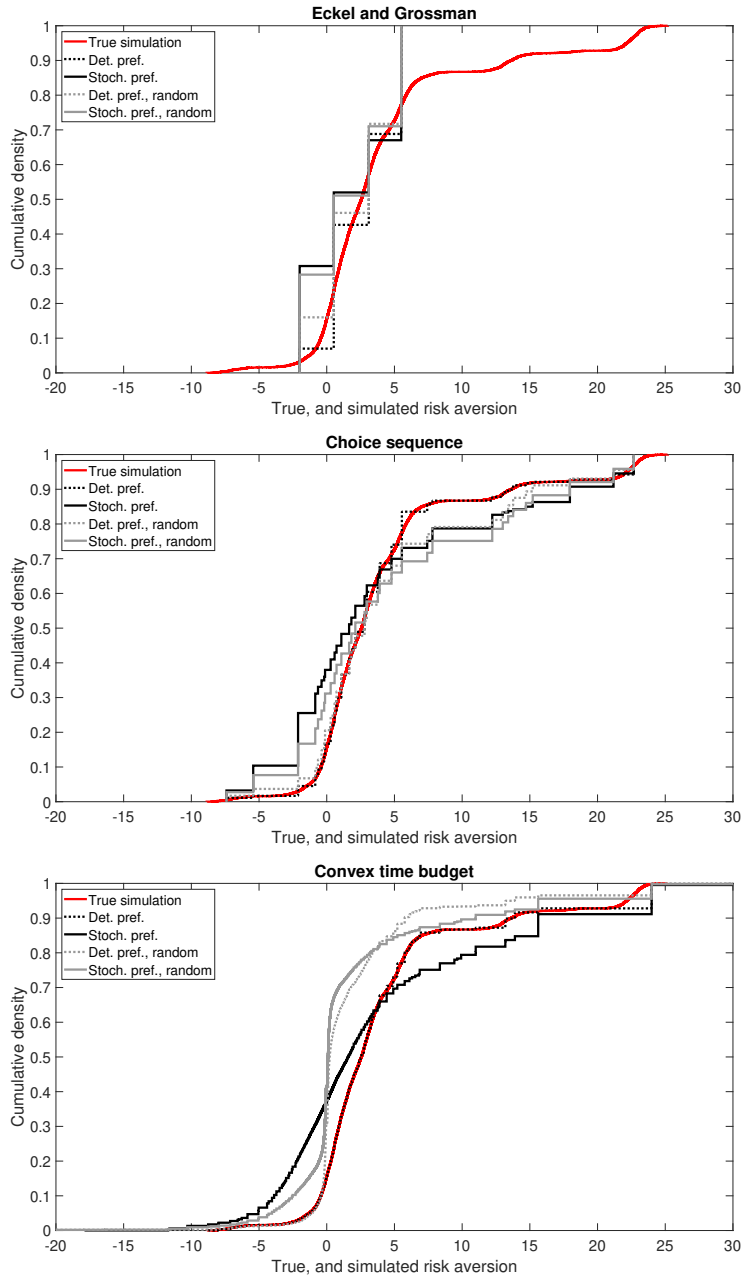 Eckel and Grossman
1
0.9
0.8
0.7
0.6
0.5
0.4
0.3
0.2
0.1
0
Cumulative density
True simulation
Det. pref.
Stoch. pref.
Det. pref., random
Stoch. pref., random
-20 -15 -10 -5 0 5 10 15 20 25 30
True, and simulated risk aversion
Choice sequence
1
0.9
0.8
0.7
0.6
0.5
0.4
0.3
0.2
0.1
0
Cumulative density
True simulation
Det. pref.
Stoch. pref.
Det. pref., random
Stoch. pref., random
-20 -15 -10 -5 0 5 10 15 20 25 30
True, and simulated risk aversion
Convex time budget
1
0.9
0.8
0.7
0.6
0.5
0.4
0.3
0.2
0.1
0
Cumulative density
True simulation
Det. pref.
Stoch. pref.
Det. pref., random
Stoch. pref., random
-20 -15 -10 -5 0 5 10 15 20 25 30
True, and simulated risk aversion